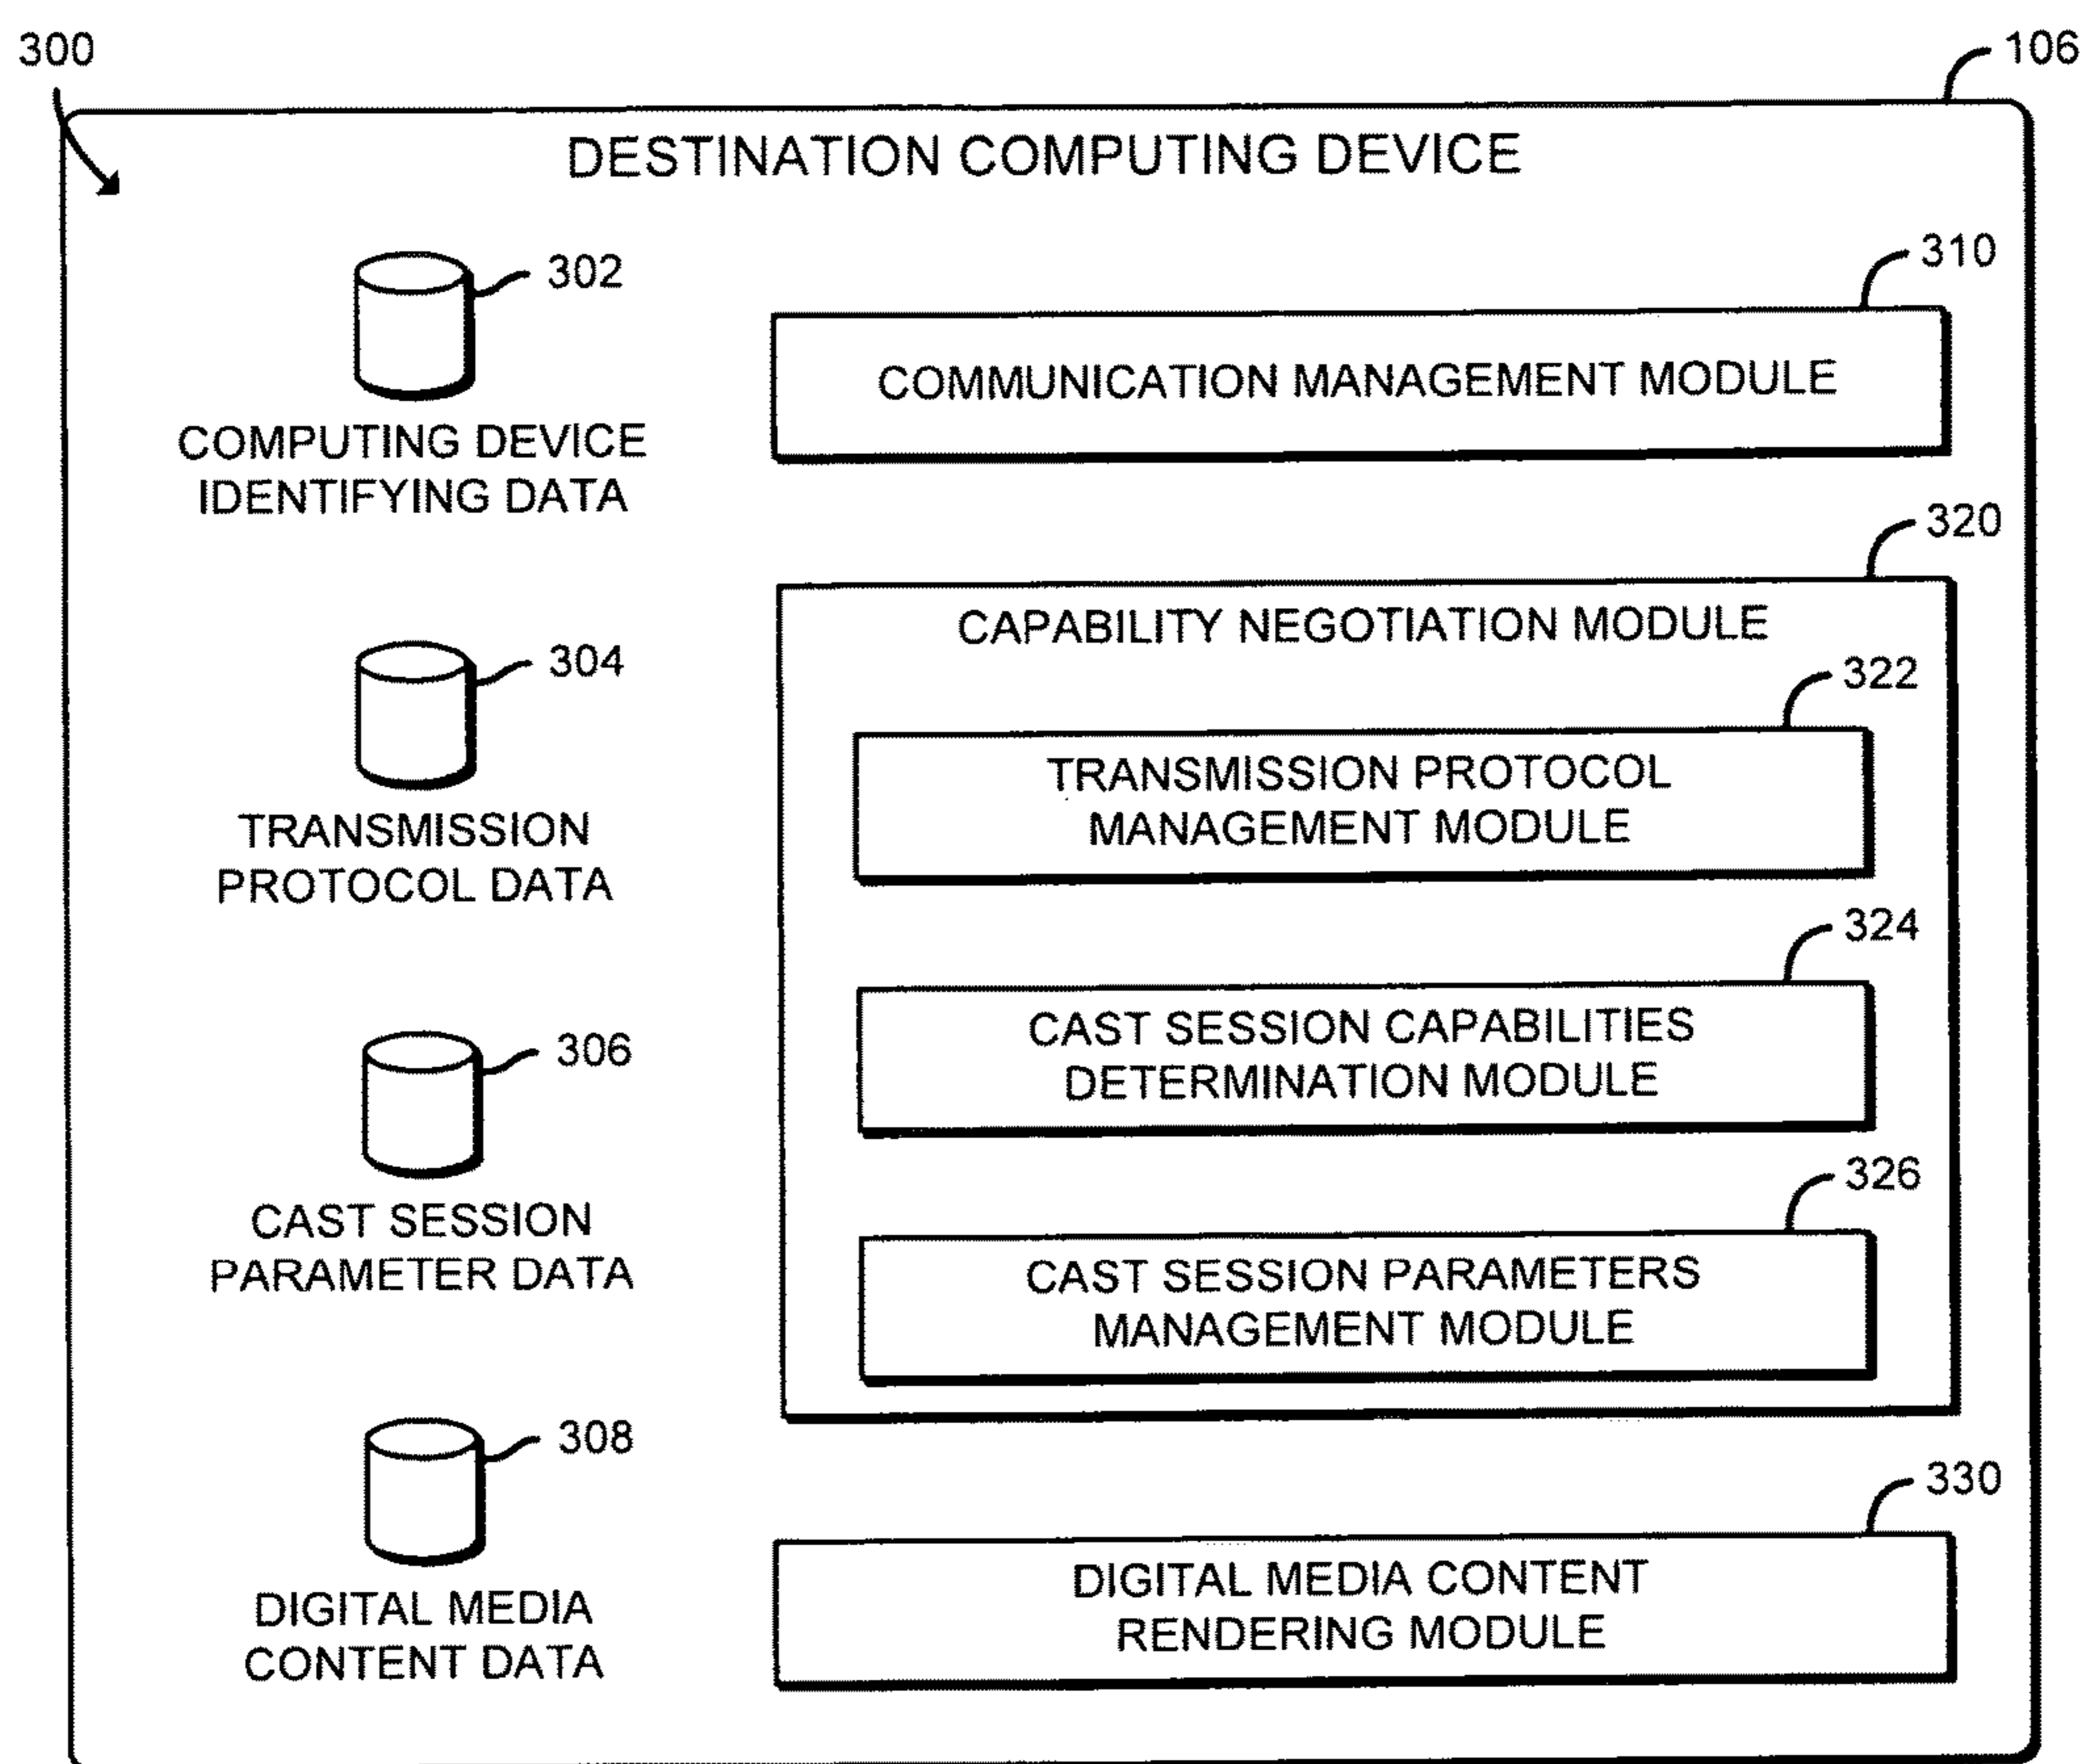 300
106
DESTINATION COMPUTING DEVICE
302
COMPUTING DEVICE
IDENTIFYING DATA
310
COMMUNICATION MANAGEMENT MODULE
320
CAPABILITY NEGOTIATION MODULE
304
TRANSMISSION
PROTOCOL DATA
322
TRANSMISSION PROTOCOL
MANAGEMENT MODULE
324
CAST SESSION CAPABILITIES
DETERMINATION MODULE
306
CAST SESSION
PARAMETER DATA
326
CAST SESSION PARAMETERS
MANAGEMENT MODULE
308
DIGITAL MEDIA
CONTENT DATA
330
DIGITAL MEDIA CONTENT
RENDERING MODULE